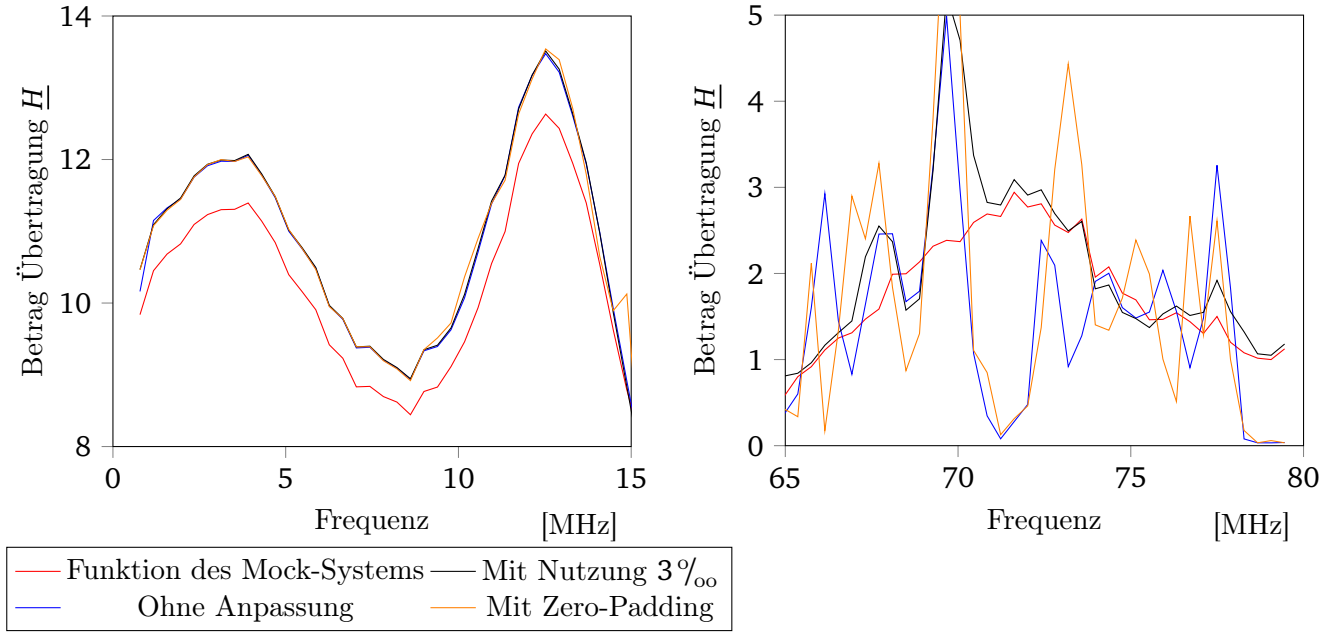 14
12
10
8
0
5
10
15
Betrag Übertragung H
Frequenz
[MHz]
5
4
3
2
1
0
65
70
75
80
Betrag Übertragung H
Frequenz
[MHz]
Funktion des Mock-Systems
Mit Nutzung 3 ‰
Ohne Anpassung
Mit Zero-Padding